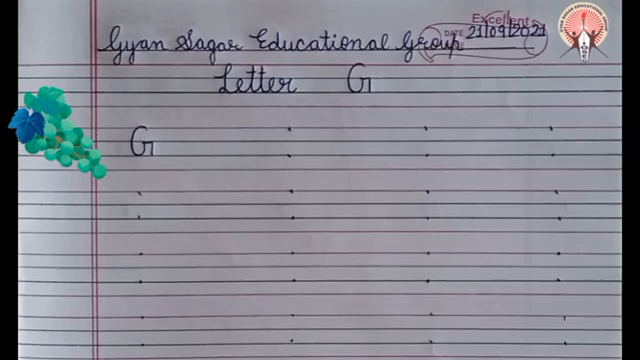 Excellent
DATE 21/09/2021
Gyan Sagar Educational Group
Letter G
G